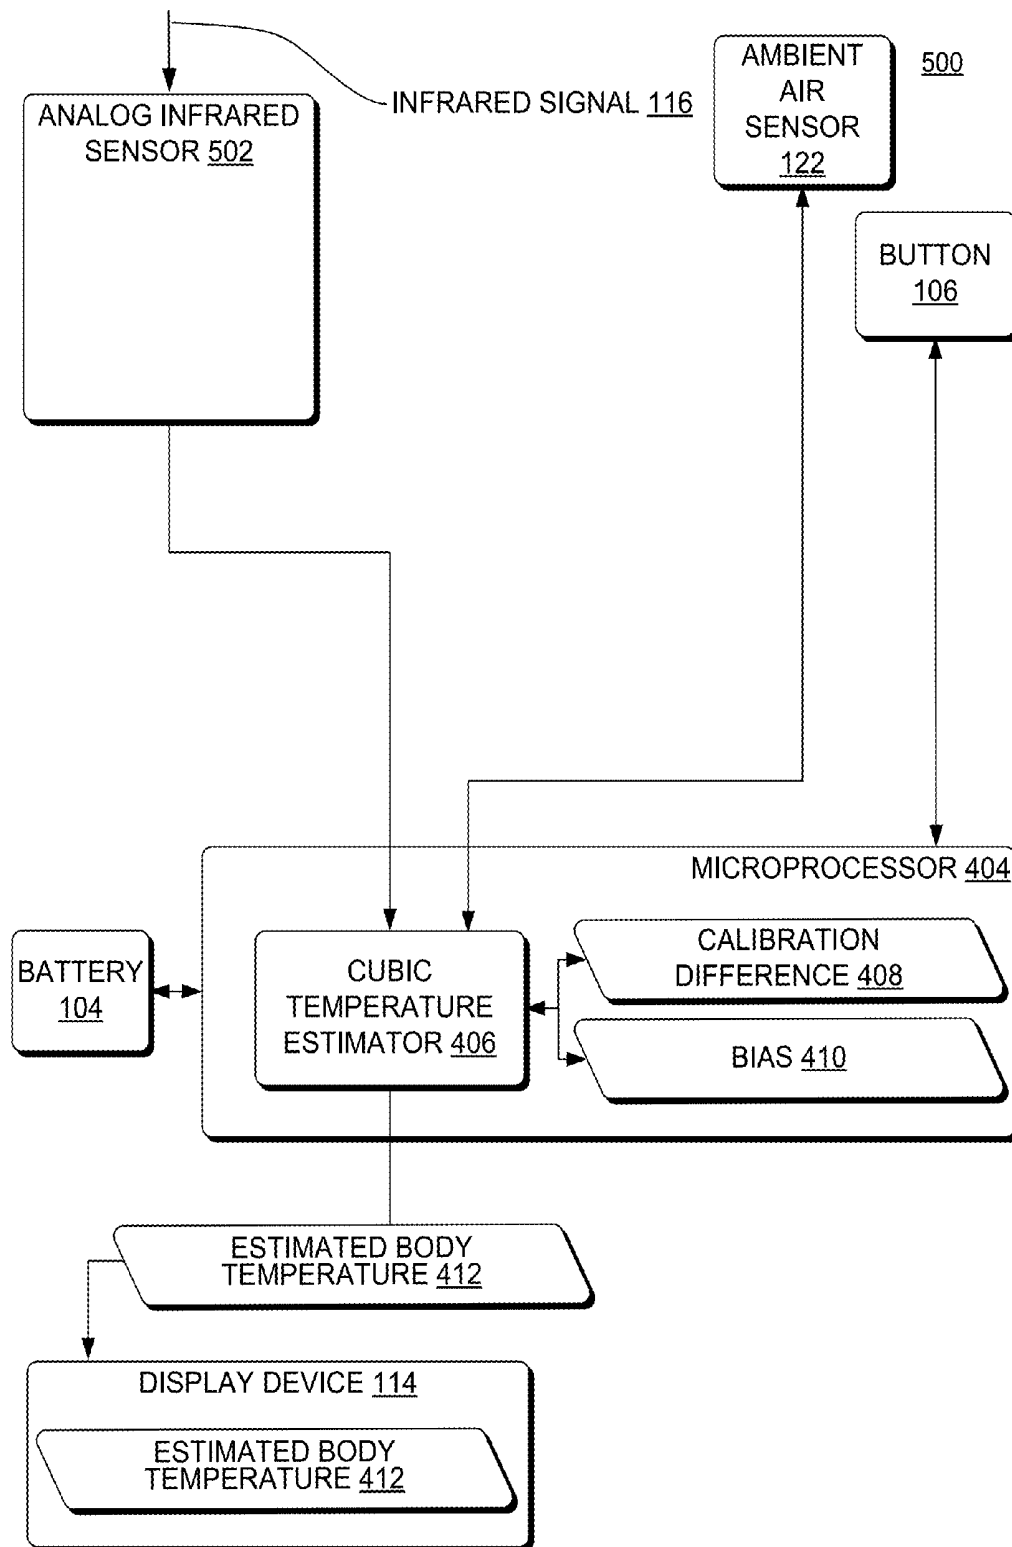 AMBIENT
AIR
SENSOR
122
500
ANALOG INFRARED
SENSOR 502
INFRARED SIGNAL 116
BUTTON
106
MICROPROCESSOR 404
BATTERY
104
CUBIC
TEMPERATURE
ESTIMATOR 406
CALIBRATION
DIFFERENCE 408
BIAS 410
ESTIMATED BODY
TEMPERATURE 412
DISPLAY DEVICE 114
ESTIMATED BODY
TEMPERATURE 412